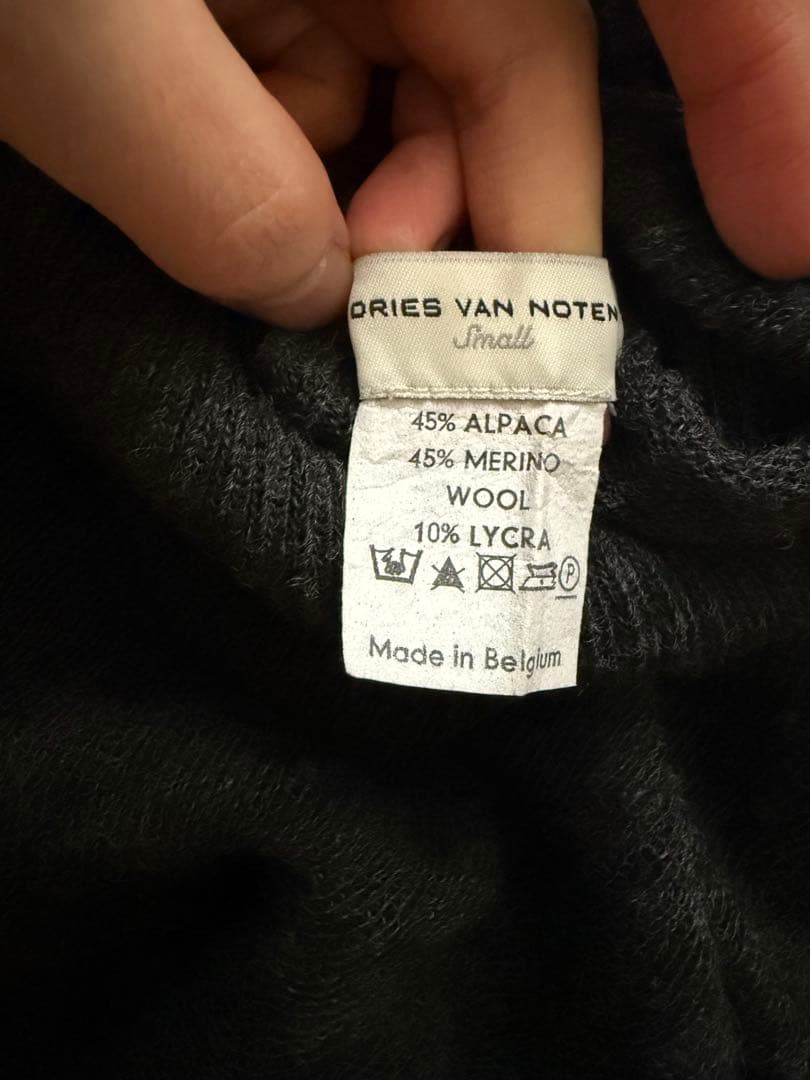 DRIES VAN NOTEN
Small
45% ALPACA
45% MERINO
WOOL
10% LYCRA
P
Made in Belgium